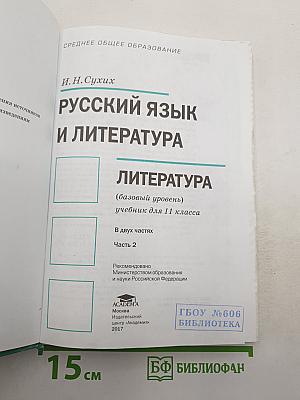 СРЕДНЕЕ ОБЩЕЕ ОБРАЗОВАНИЕ
И. Н. Сухих
РУССКИЙ ЯЗЫК
И ЛИТЕРАТУРА
ЛИТЕРАТУРА
(базовый уровень)
учебник для 11 класса
В двух частях
Часть 2
Рекомендовано
Министерством образования
и науки Российской Федерации
ACADEMIA
Москва
Издательский
центр «Академия»
2017
ГБОУ №606
БИБЛИОТЕКА
15 см
БФ БИБЛИОФАН